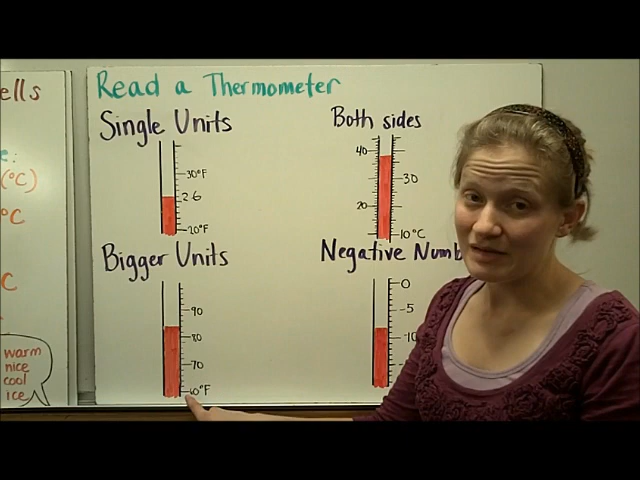 ells
e:
(°C)
°C
C
warm
nice
cool
ice
Read a Thermometer
Single Units
30°F
26
20°F
Both sides
40
30
20
10°C
Bigger Units
90
80
70
60°F
Negative Numb
0
-5
-10